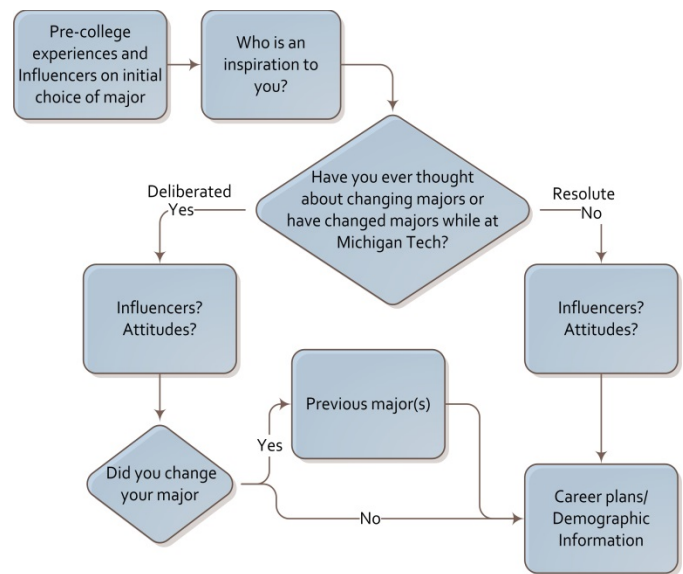 Pre-college
experiences and
Influencers on initial
choice of major
Who is an
inspiration to
you?
Have you ever thought
about changing majors or
have changed majors while at
Michigan Tech?
Deliberated
Yes
Resolute
No
Influencers?
Attitudes?
Influencers?
Attitudes?
Previous major(s)
Yes
Did you change
your major
No
Career plans/
Demographic
Information